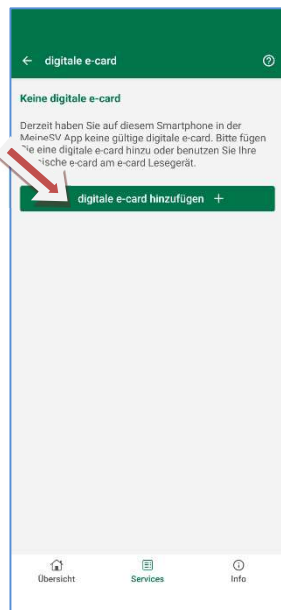 digitale e-card
Keine digitale e-card
Derzeit haben Sie auf diesem Smartphone in der
MeineSV App keine gültige digitale e-card. Bitte fügen
Sie eine digitale e-card hinzu oder benutzen Sie Ihre
e-card am e-card Lesegerät.
digitale e-card hinzufügen +
Übersicht
Services
Info